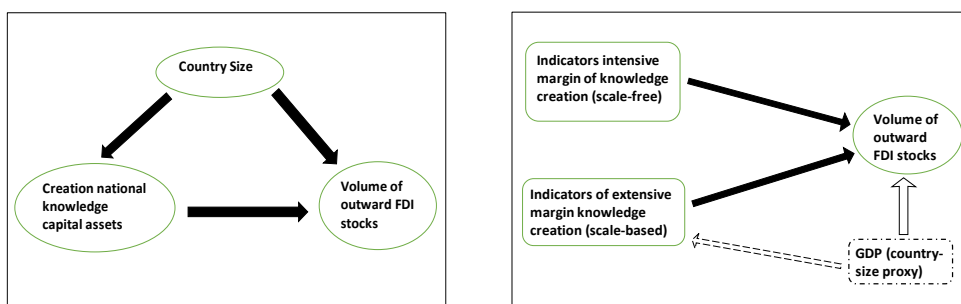 Country Size
Creation national
knowledge
capital assets
Volume of
outward FDI
stocks
Indicators intensive
margin of knowledge
creation (scale-free)
Volume of
outward
FDI stocks
Indicators of extensive
margin knowledge
creation (scale-based)
GDP (country-
size proxy)